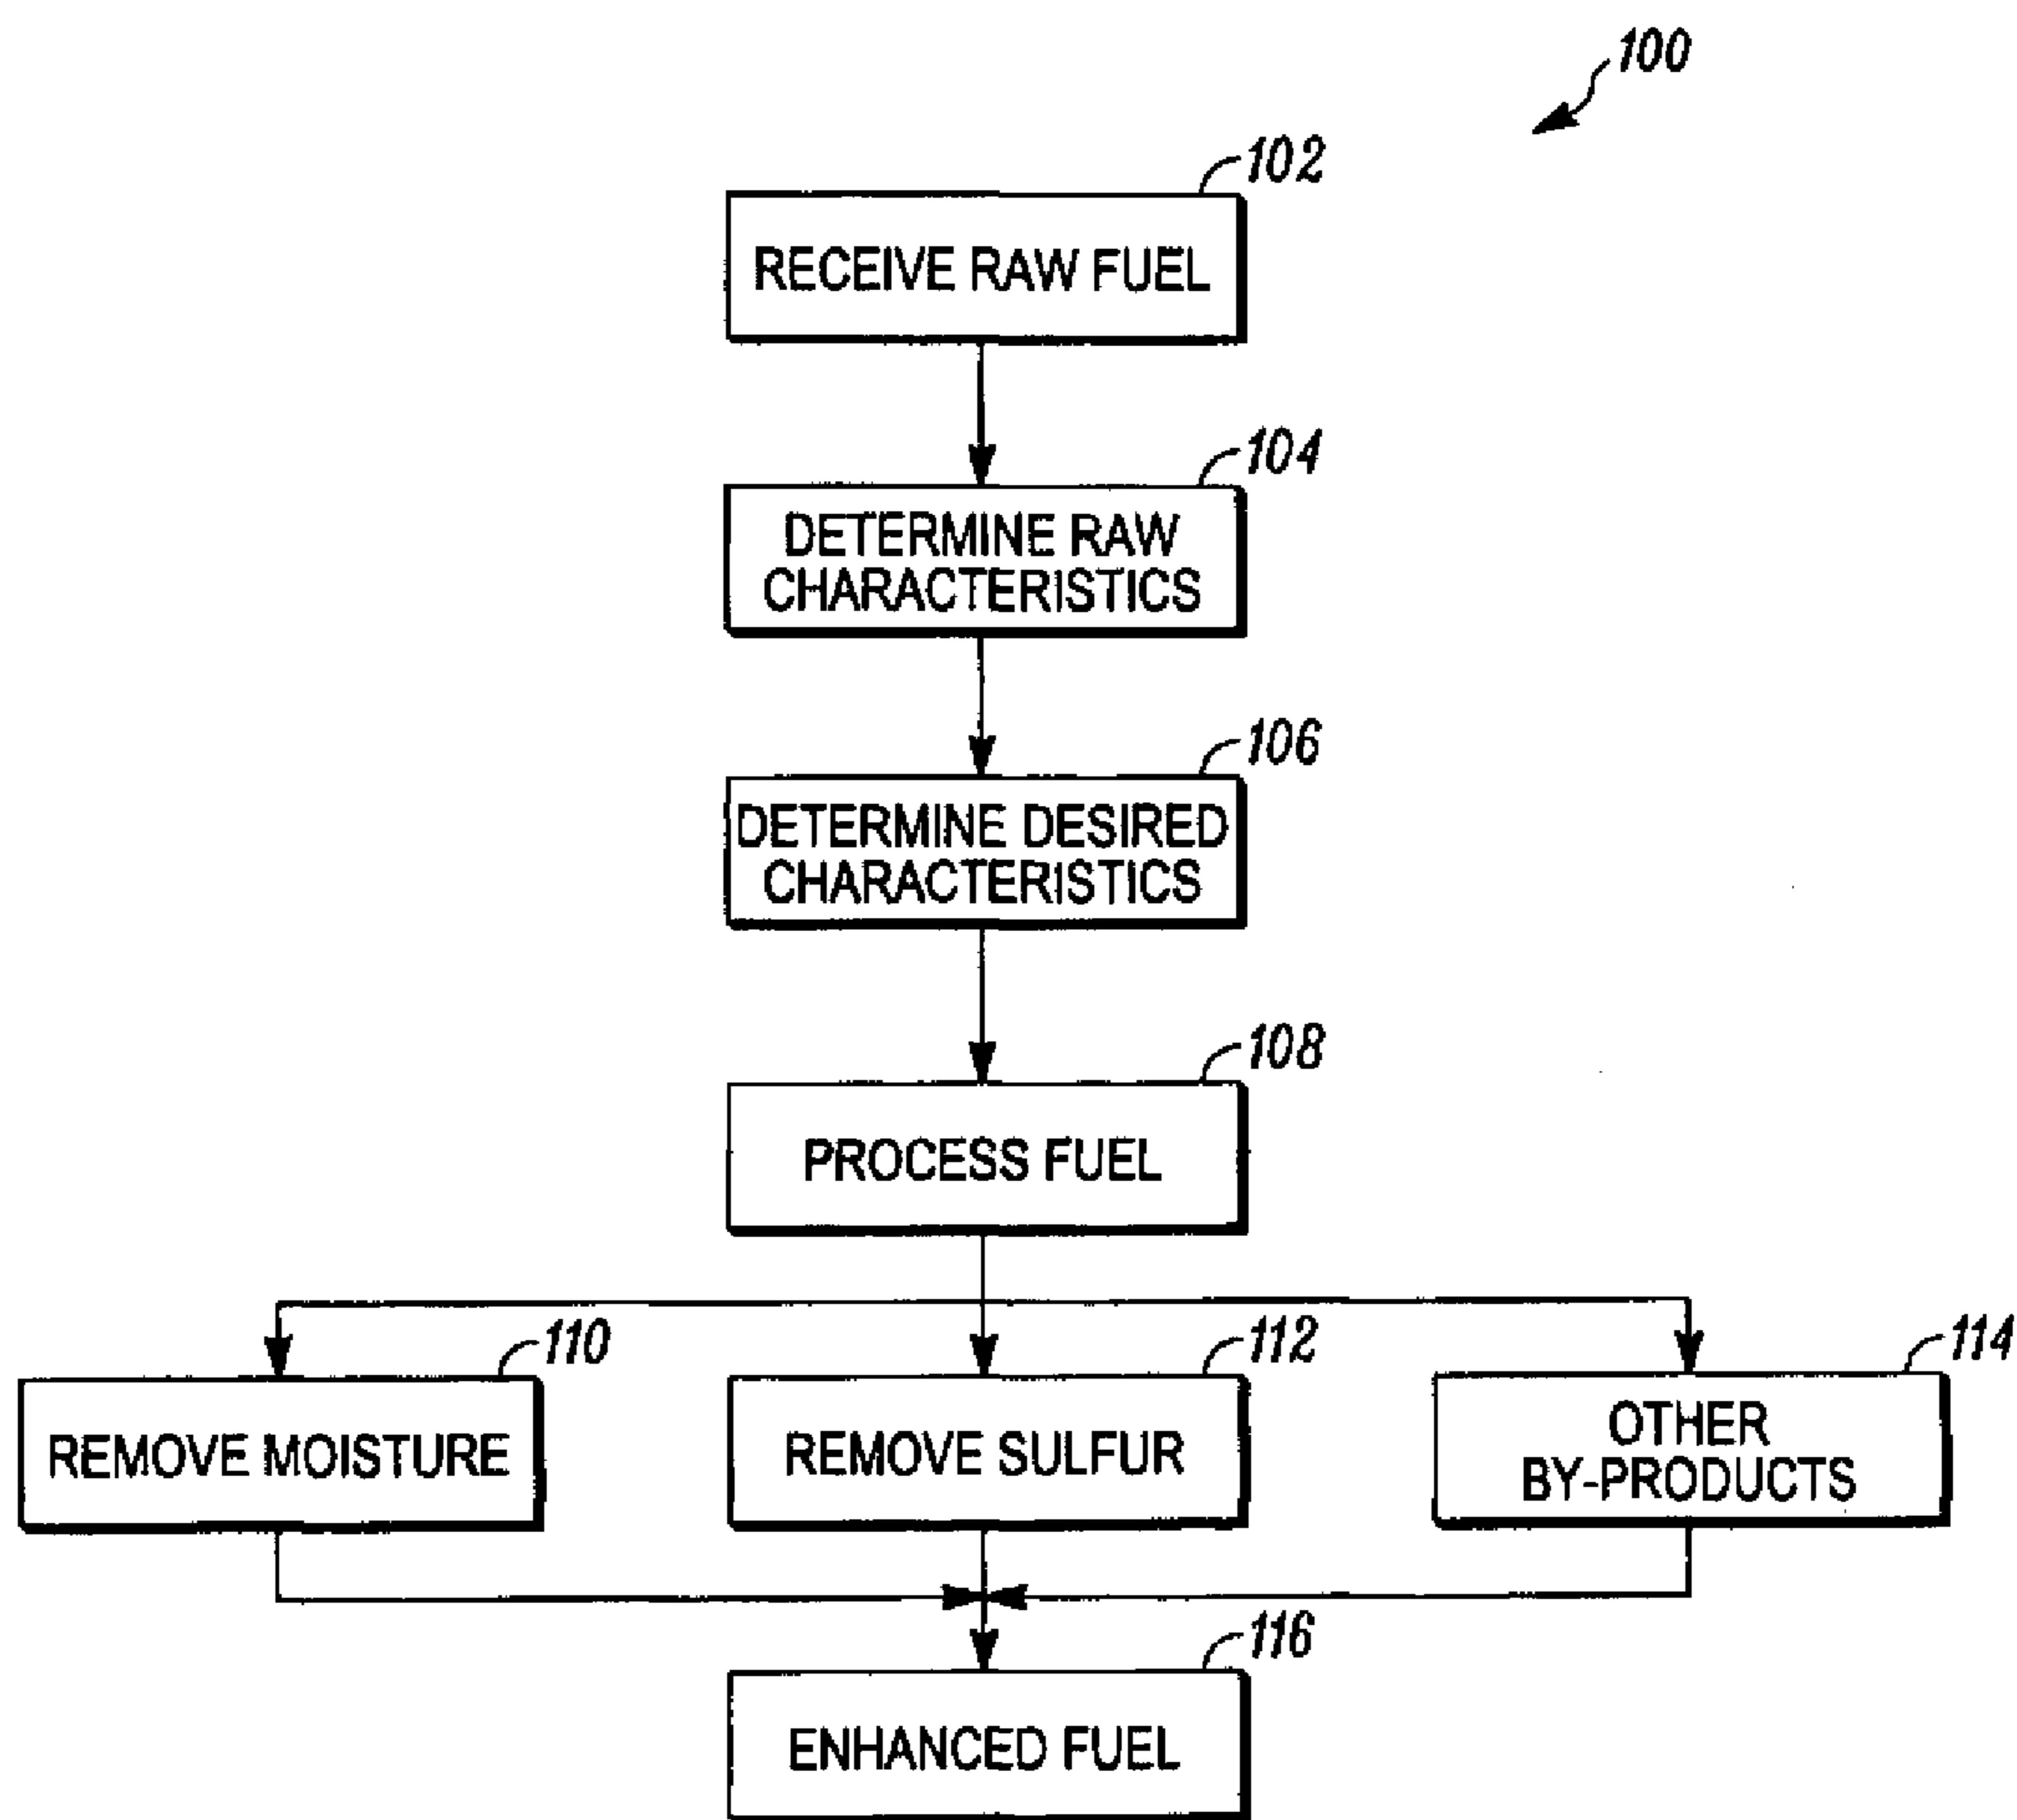 100
102
RECEIVE RAW FUEL
104
DETERMINE RAW
CHARACTERISTICS
106
DETERMINE DESIRED
CHARACTERISTICS
108
PROCESS FUEL
110
REMOVE MOISTURE
112
REMOVE SULFUR
114
OTHER
BY-PRODUCTS
116
ENHANCED FUEL